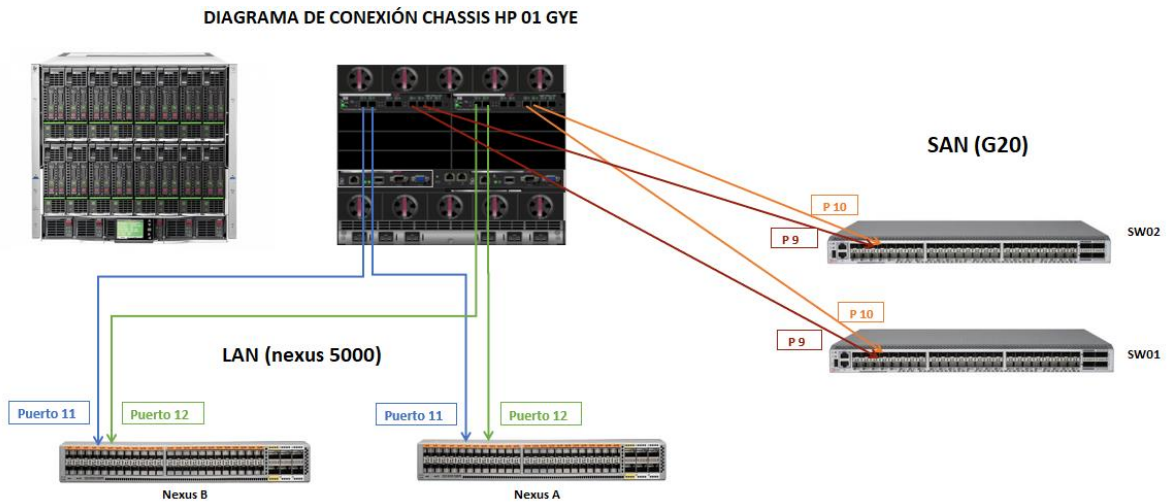 DIAGRAMA DE CONEXIÓN CHASSIS HP 01 GYE
SAN (G20)
P 10
P 9
SW02
P 10
P 9
SW01
LAN (nexus 5000)
Puerto 11
Puerto 12
Puerto 11
Puerto 12
Nexus B
Nexus A